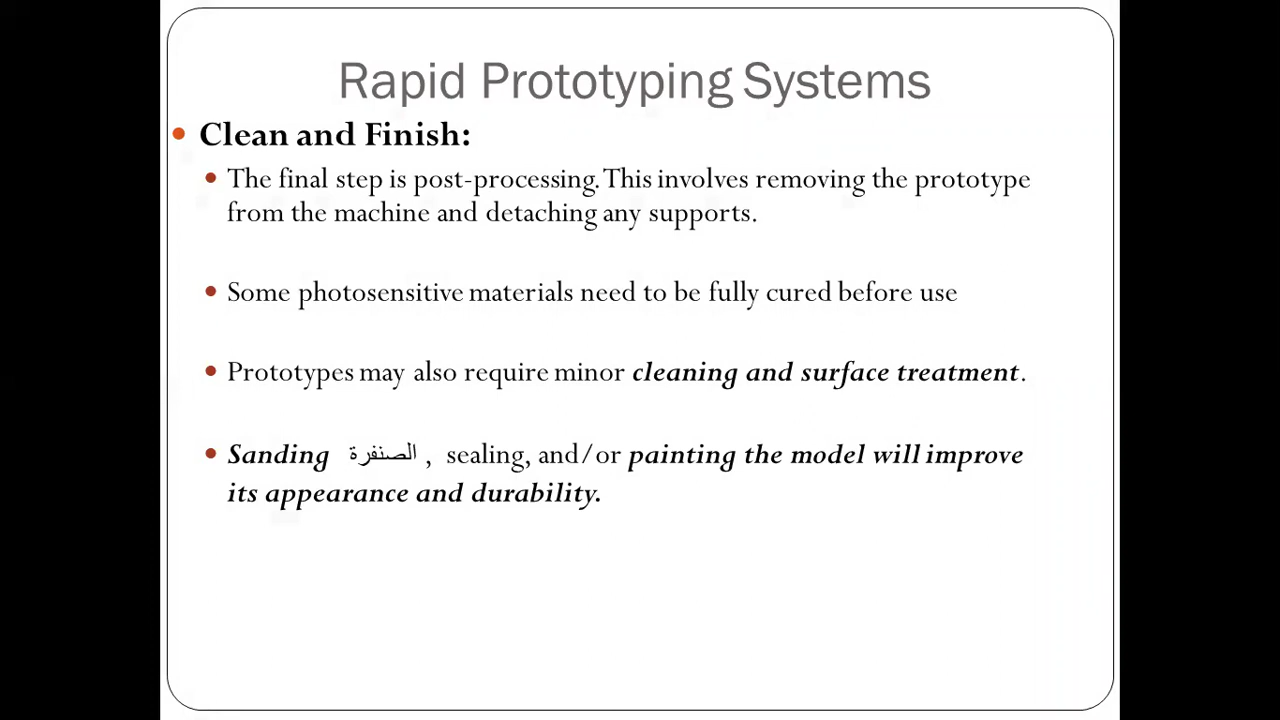 Rapid Prototyping Systems
• Clean and Finish:
• The final step is post-processing. This involves removing the prototype
from the machine and detaching any supports.
• Some photosensitive materials need to be fully cured before use
• Prototypes may also require minor cleaning and surface treatment.
• Sanding الصنفرة , sealing, and/or painting the model will improve
its appearance and durability.